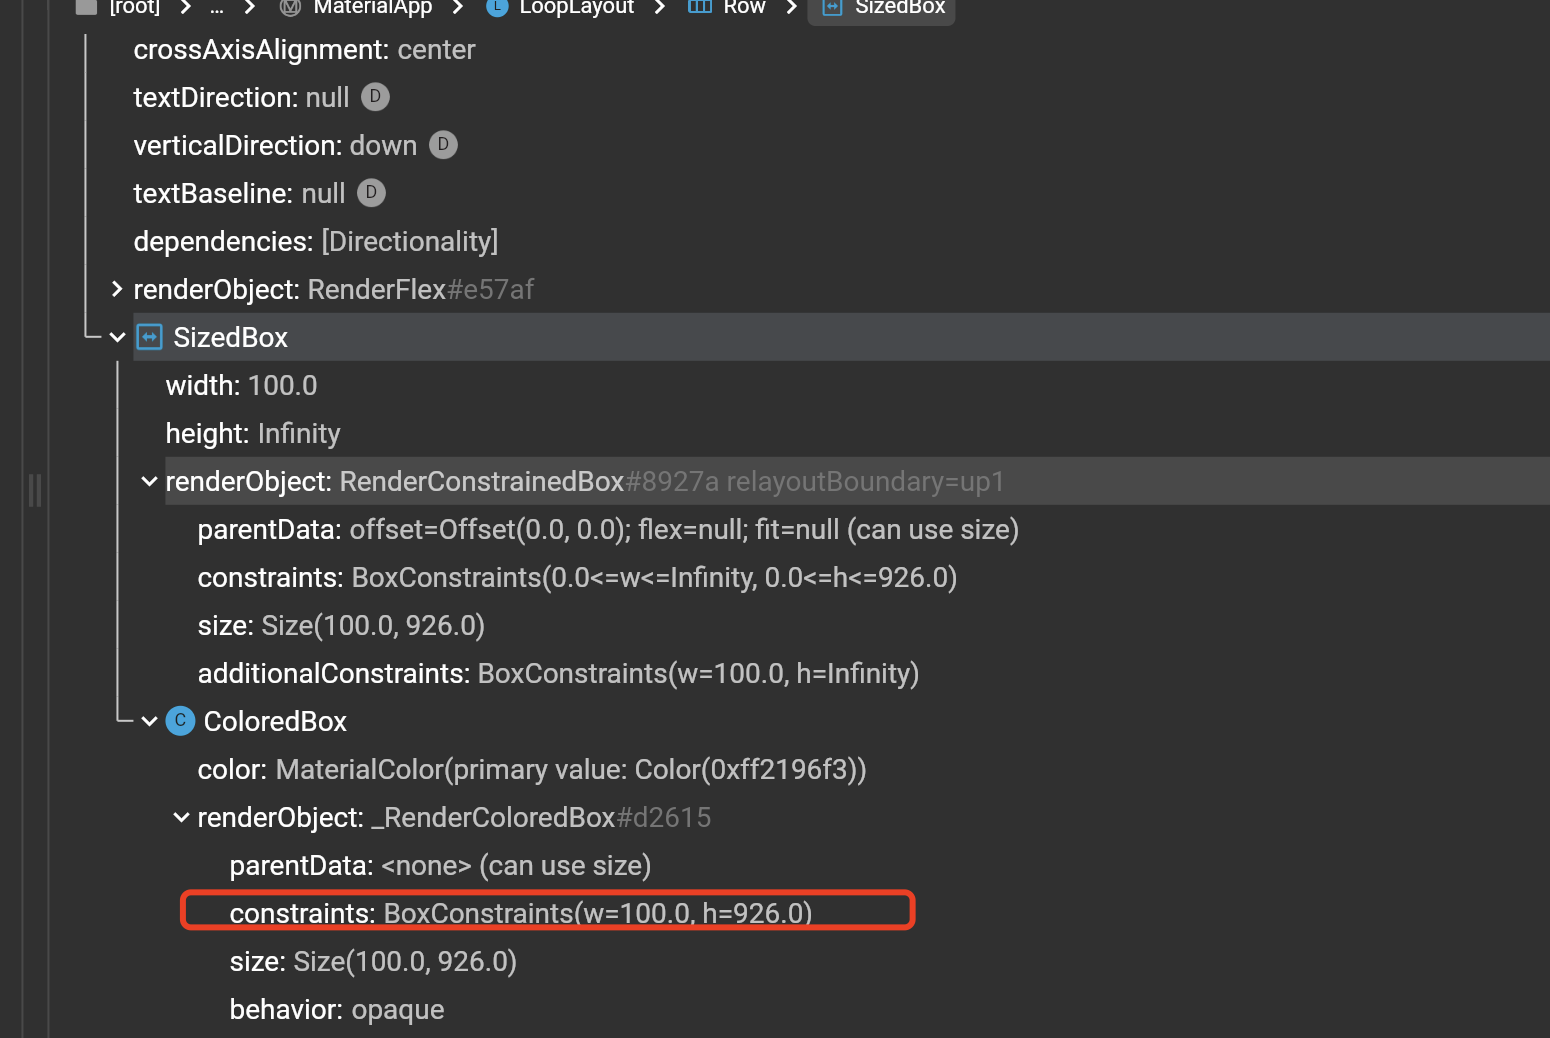 [root] > ... > MaterialApp > L LoopLayout > Row > SizedBox
crossAxisAlignment: center
textDirection: null D
verticalDirection: down D
textBaseline: null D
dependencies: [Directionality]
renderObject: RenderFlex#e57af
SizedBox
width: 100.0
height: Infinity
renderObject: RenderConstrainedBox#8927a relayoutBoundary=up1
parentData: offset=Offset(0.0, 0.0); flex=null; fit=null (can use size)
constraints: BoxConstraints(0.0<=w<=Infinity, 0.0<=h<=926.0)
size: Size(100.0, 926.0)
additionalConstraints: BoxConstraints(w=100.0, h=Infinity)
C ColoredBox
color: MaterialColor(primary value: Color(0xff2196f3))
renderObject: _RenderColoredBox#d2615
parentData: <none> (can use size)
constraints: BoxConstraints(w=100.0, h=926.0)
size: Size(100.0, 926.0)
behavior: opaque